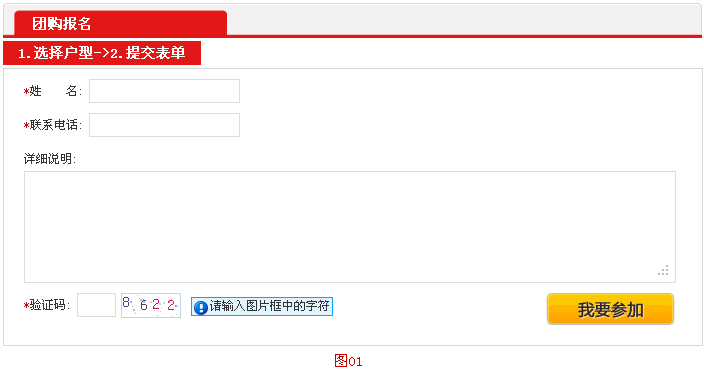 团购报名
1.选择户型->2.提交表单
*姓　　名:
*联系电话:
详细说明:
*验证码: 8622 请输入图片框中的字符 我要参加
图01